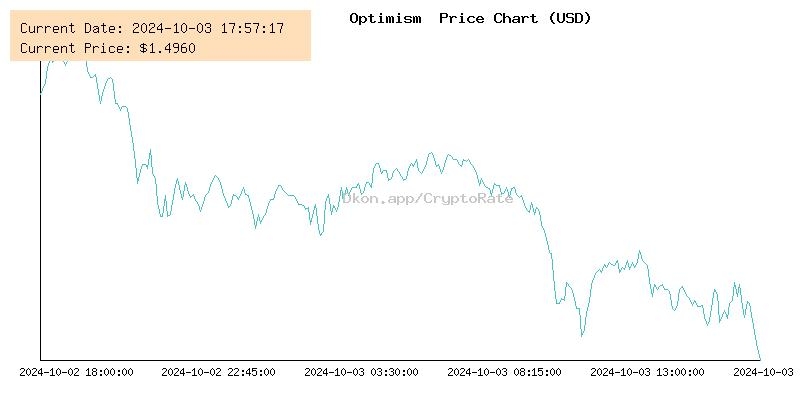 Optimism  Price Chart (USD)
Current Date: 2024-10-03 17:57:17
Current Price: $1.4960
Dkon.app/CryptoRate
2024-10-02 18:00:00 2024-10-02 22:45:00 2024-10-03 03:30:00 2024-10-03 08:15:00 2024-10-03 13:00:00 2024-10-03